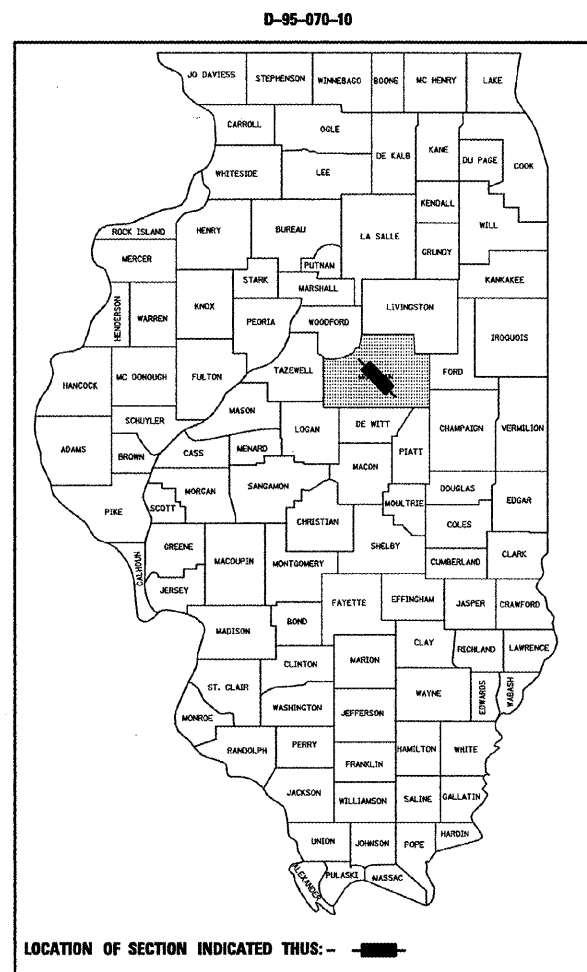 D-95-070-10
JO DAVIESS STEPHENSON WINNEBAGO BOONE MC HENRY LAKE
CARROLL OGLE
DE KALB KANE DU PAGE COOK
WHITESIDE LEE
KENDALL WILL
ROCK ISLAND HENRY BUREAU LA SALLE GRUNDY
MERCER PUTNAM KANKAKEE
STARK MARSHALL LIVINGSTON
HENDERSON WARREN KNOX PEORIA WOODFORD IROQUOIS
TAZEWELL FORD
HANCOCK MC DONOUGH FULTON
MASON LOGAN DE WITT CHAMPAIGN VERMILION
SCHUYLER
ADAMS BROWN CASS MENARD MACON PIATT
PIKE SCOTT MORGAN SANGAMON MOULTRIE DOUGLAS EDGAR
CHRISTIAN COLES
CALHOUN GREENE MACOUPIN MONTGOMERY SHELBY CUMBERLAND CLARK
JERSEY FAYETTE EFFINGHAM JASPER CRAWFORD
MADISON BOND
CLAY RICHLAND LAWRENCE
CLINTON MARION
ST. CLAIR WAYNE EDWARDS WABASH
MONROE WASHINGTON JEFFERSON
RANDOLPH PERRY HAMILTON WHITE
FRANKLIN
JACKSON WILLIAMSON SALINE GALLATIN
UNION JOHNSON POPE HARDIN
ALEXANDER PULASKI MASSAC
LOCATION OF SECTION INDICATED THUS: -